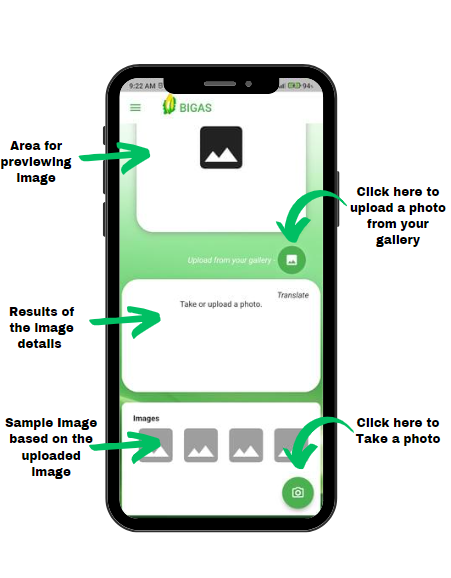 9:22 AM
94
BIGAS
Area for
previewing
image
Click here to
upload a photo
from your
gallery
Upload from your gallery
Translate
Take or upload a photo.
Results of
the image
details
Images
Sample Image
based on the
uploaded
image
Click here to
Take a photo